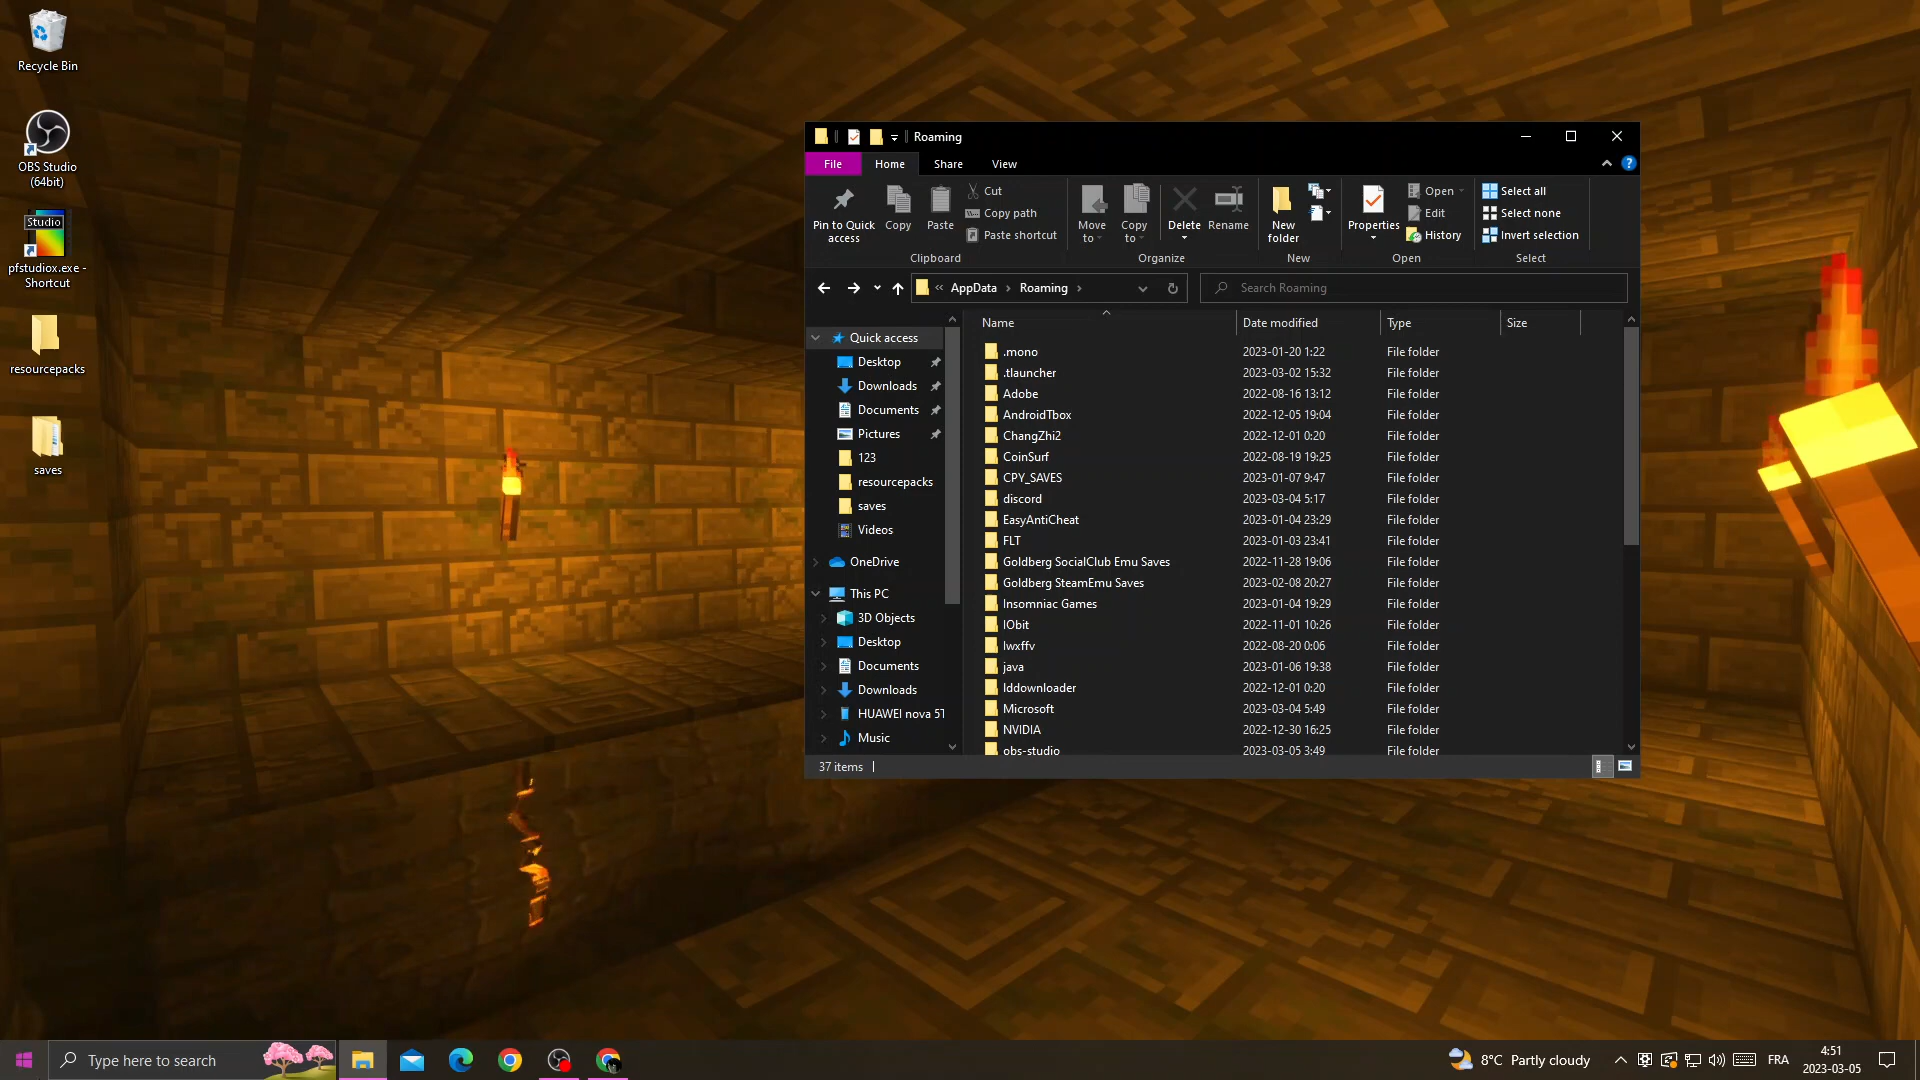 Recycle Bin
OBS Studio
(64bit)
Studio
pfstudiox.exe -
Shortcut
resourcepacks
saves
Roaming
File
Home
Share
View
Pin to Quick
access
Copy
Paste
Cut
Copy path
Paste shortcut
Clipboard
Move
to
Copy
to
Delete
Rename
Organize
New
folder
New
Properties
Open
Edit
History
Open
Select all
Select none
Invert selection
Select
« AppData › Roaming ›
Search Roaming
Quick access
Desktop
Downloads
Documents
Pictures
123
resourcepacks
saves
Videos
OneDrive
This PC
3D Objects
Desktop
Documents
Downloads
HUAWEI nova 5T
Music
Name Date modified Type Size
.mono 2023-01-20 1:22 File folder
.tlauncher 2023-03-02 15:32 File folder
Adobe 2022-08-16 13:12 File folder
AndroidTbox 2022-12-05 19:04 File folder
ChangZhi2 2022-12-01 0:20 File folder
CoinSurf 2022-08-19 19:25 File folder
CPY_SAVES 2023-01-07 9:47 File folder
discord 2023-03-04 5:17 File folder
EasyAntiCheat 2023-01-04 23:29 File folder
FLT 2023-01-03 23:41 File folder
Goldberg SocialClub Emu Saves 2022-11-28 19:06 File folder
Goldberg SteamEmu Saves 2023-02-08 20:27 File folder
Insomniac Games 2023-01-04 19:29 File folder
IObit 2022-11-01 10:26 File folder
lwxffv 2022-08-20 0:06 File folder
java 2023-01-06 19:38 File folder
lddownloader 2022-12-01 0:20 File folder
Microsoft 2023-03-04 5:49 File folder
NVIDIA 2022-12-30 16:25 File folder
obs-studio 2023-03-05 3:49 File folder
37 items
Type here to search
8°C Partly cloudy
FRA
4:51
2023-03-05